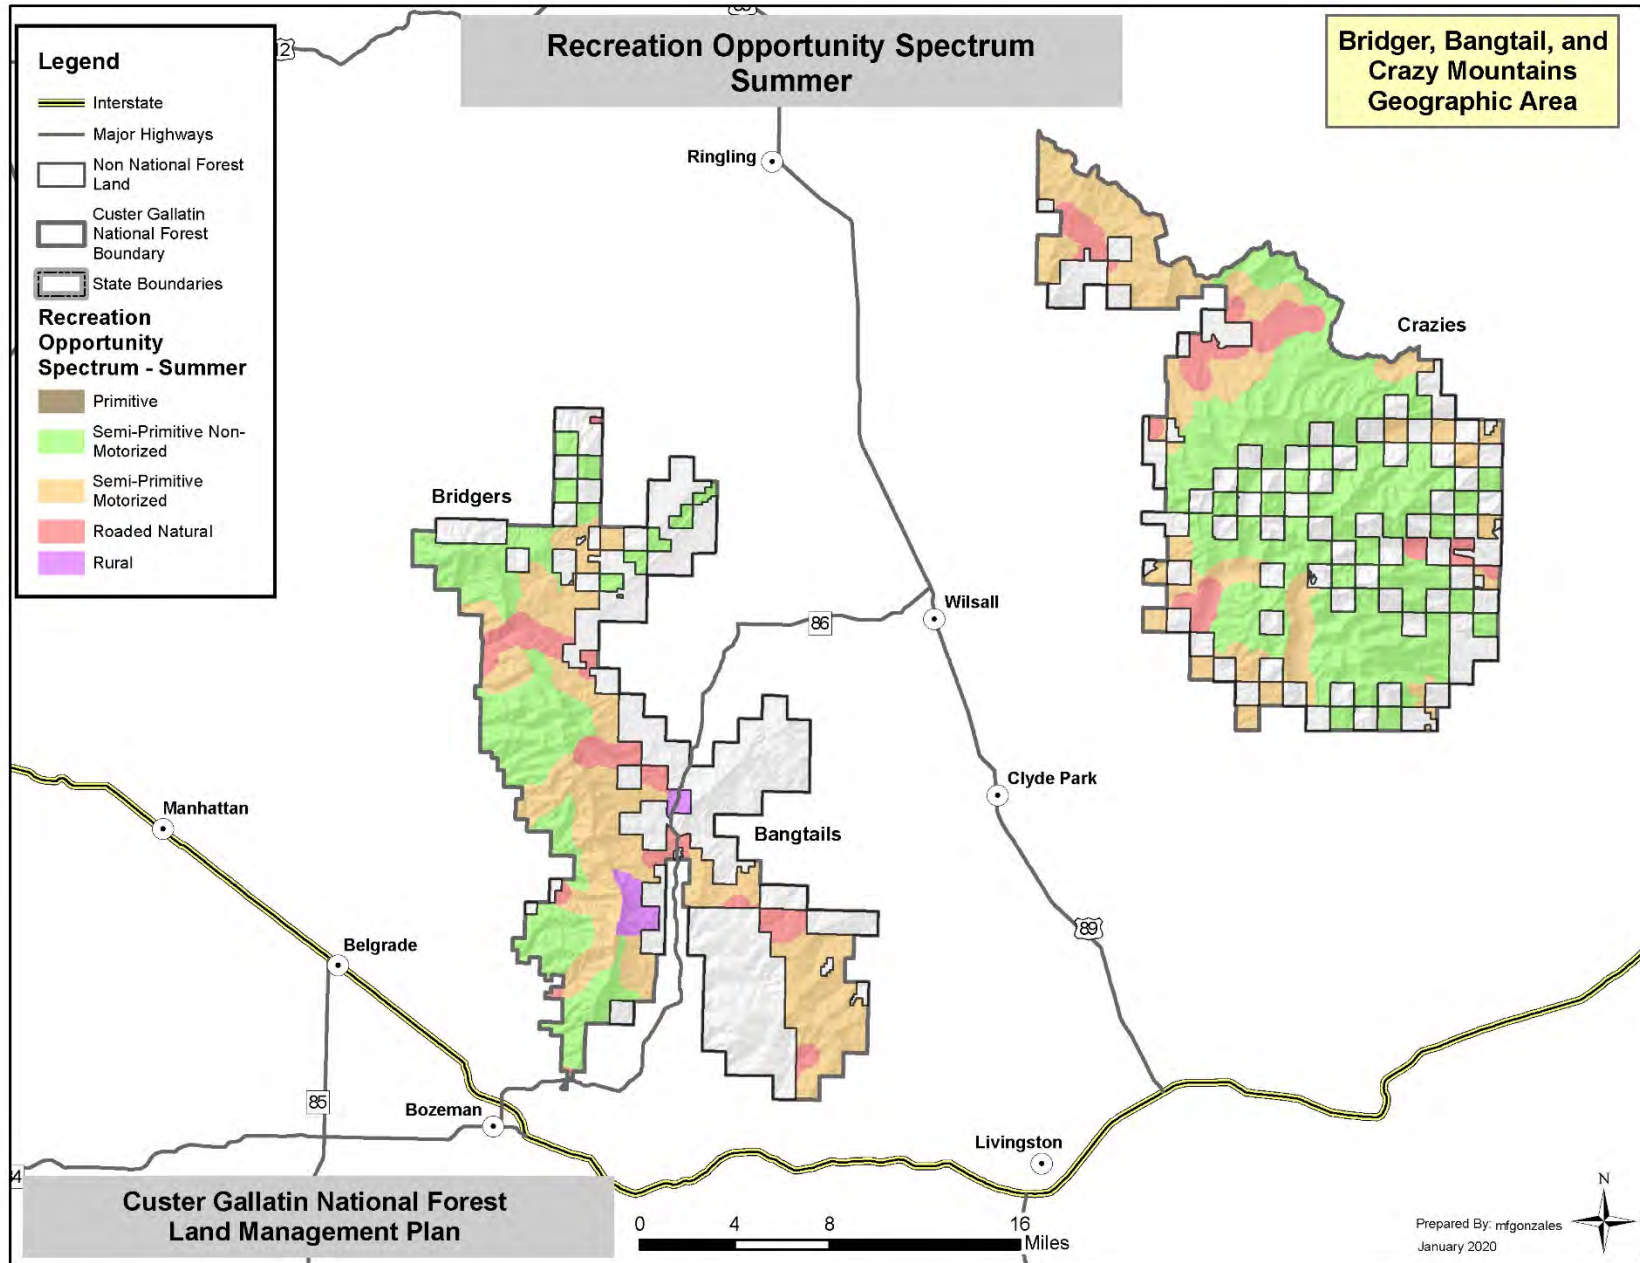 Recreation Opportunity Spectrum
Summer
Bridger, Bangtail, and
Crazy Mountains
Geographic Area
Legend
Interstate
Major Highways
Non National Forest
Land
Custer Gallatin
National Forest
Boundary
State Boundaries
Recreation
Opportunity
Spectrum - Summer
Primitive
Semi-Primitive Non-
Motorized
Semi-Primitive
Motorized
Roaded Natural
Rural
Ringling
Crazies
Bridgers
Wilsall
86
Clyde Park
Manhattan
Bangtails
89
Belgrade
85
Bozeman
Livingston
Custer Gallatin National Forest
Land Management Plan
0 4 8 16
Miles
N
Prepared By: mfgonzales
January 2020